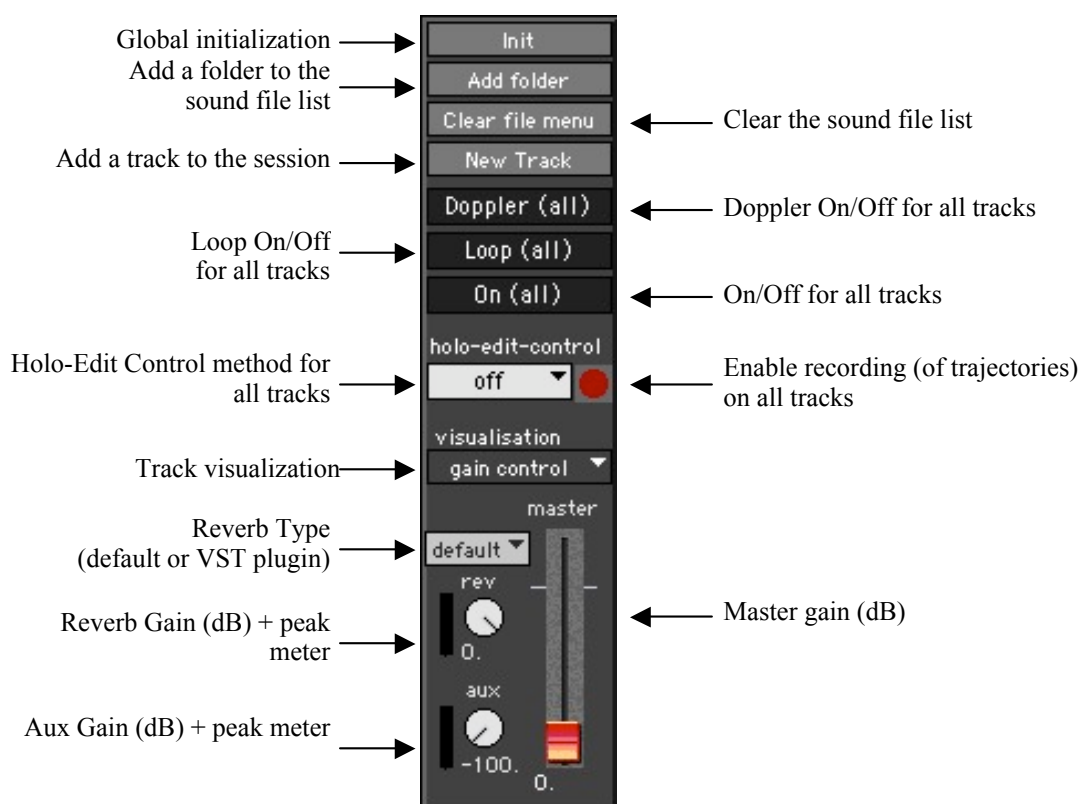 Global initialization
Init
Add a folder to the
sound file list
Add folder
Clear file menu
Clear the sound file list
Add a track to the session
New Track
Doppler (all)
Doppler On/Off for all tracks
Loop On/Off
for all tracks
Loop (all)
On (all)
On/Off for all tracks
holo-edit-control
Holo-Edit Control method for
all tracks
off
Enable recording (of trajectories)
on all tracks
visualisation
Track visualization
gain control
master
Reverb Type
(default or VST plugin)
default
rev
Reverb Gain (dB) + peak
meter
0.
Master gain (dB)
aux
Aux Gain (dB) + peak meter
-100.
0.